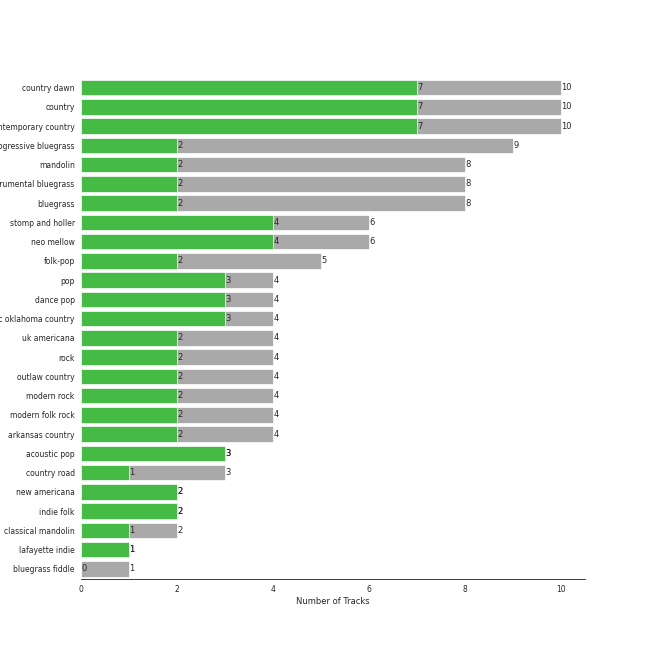 country dawn 7 10
country 7 10
ntemporary country 7 10
ogressive bluegrass 2 9
mandolin 2 8
rumental bluegrass 2 8
bluegrass 2 8
stomp and holler 4 6
neo mellow 4 6
folk-pop 2 5
pop 3 4
dance pop 3 4
c oklahoma country 3 4
uk americana 2 4
rock 2 4
outlaw country 2 4
modern rock 2 4
modern folk rock 2 4
arkansas country 2 4
acoustic pop 3
country road 1 3
new americana 2
indie folk 2
classical mandolin 1 2
lafayette indie 1
bluegrass fiddle 0 1
0 2 4 6 8 10
Number of Tracks